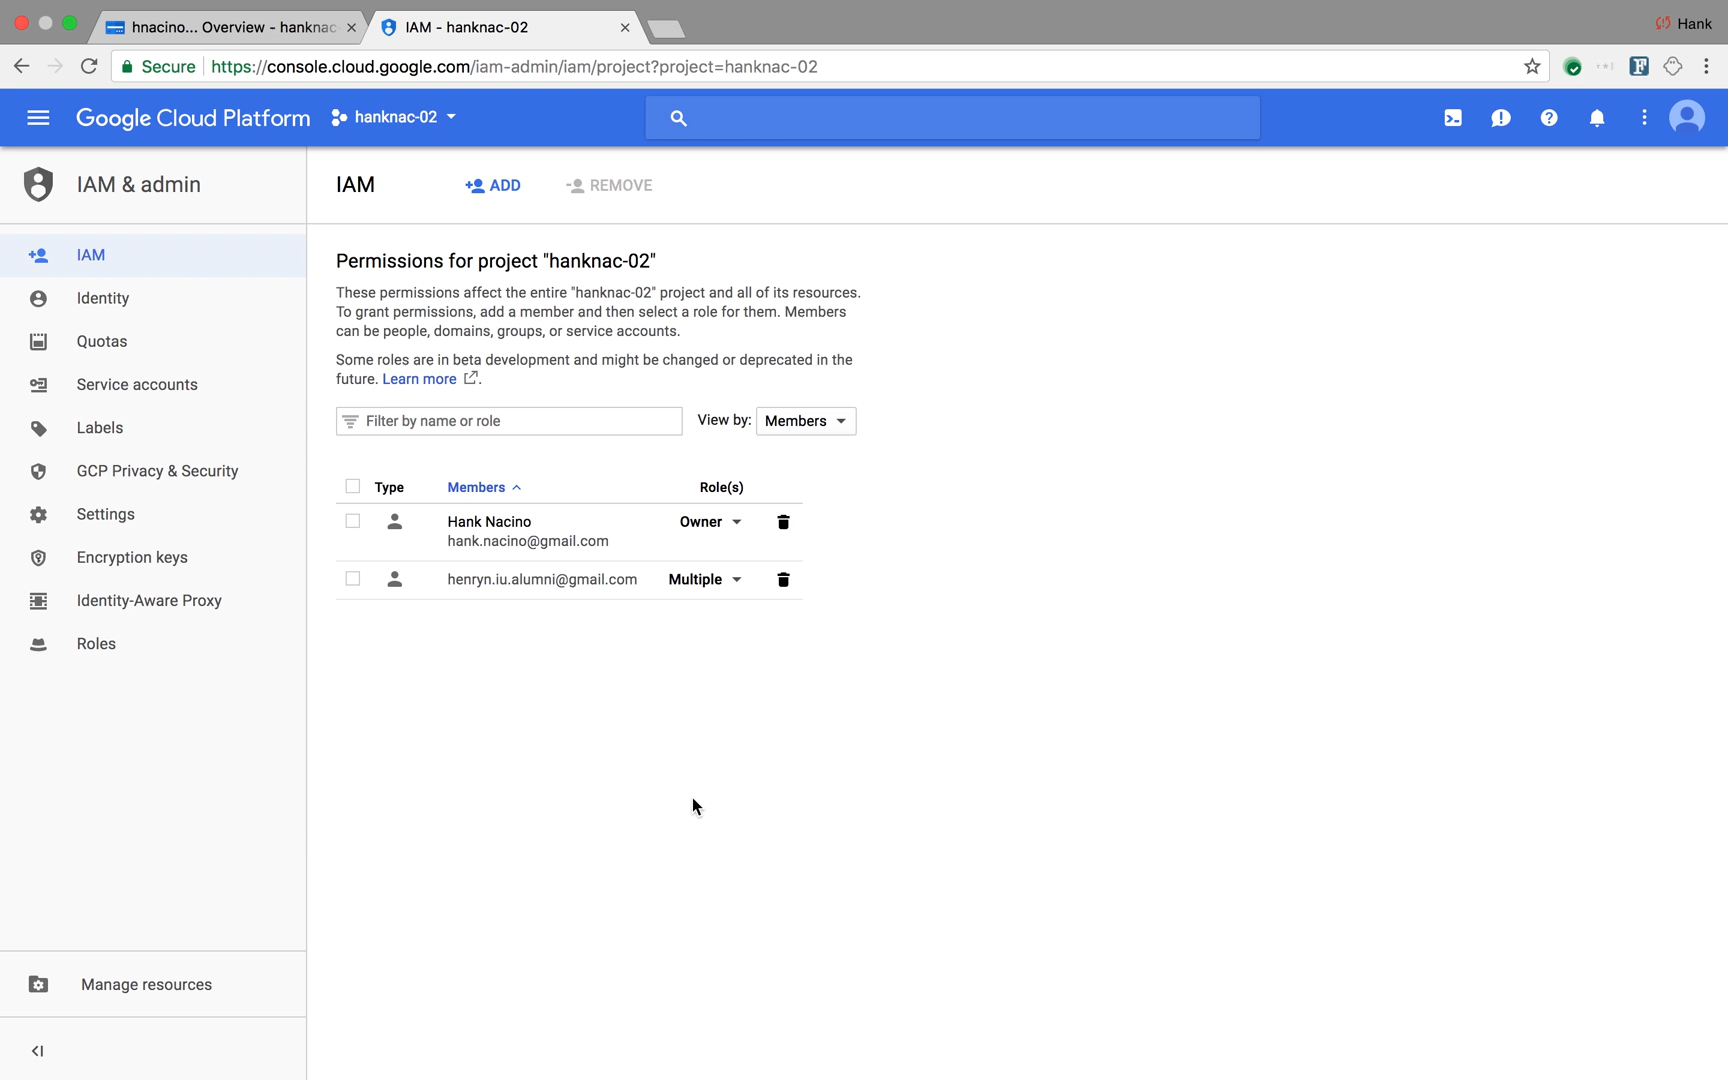 hnacino... Overview - hanknac
IAM - hanknac-02
Hank
Secure
https://console.cloud.google.com/iam-admin/iam/project?project=hanknac-02
Google Cloud Platform
hanknac-02
IAM & admin
IAM
ADD
REMOVE
IAM
Identity
Quotas
Service accounts
Labels
GCP Privacy & Security
Settings
Encryption keys
Identity-Aware Proxy
Roles
Manage resources
Permissions for project "hanknac-02"
These permissions affect the entire "hanknac-02" project and all of its resources.
To grant permissions, add a member and then select a role for them. Members
can be people, domains, groups, or service accounts.
Some roles are in beta development and might be changed or deprecated in the
future. Learn more.
Filter by name or role
View by: Members
Type Members Role(s)
Hank Nacino Owner
hank.nacino@gmail.com
henryn.iu.alumni@gmail.com Multiple